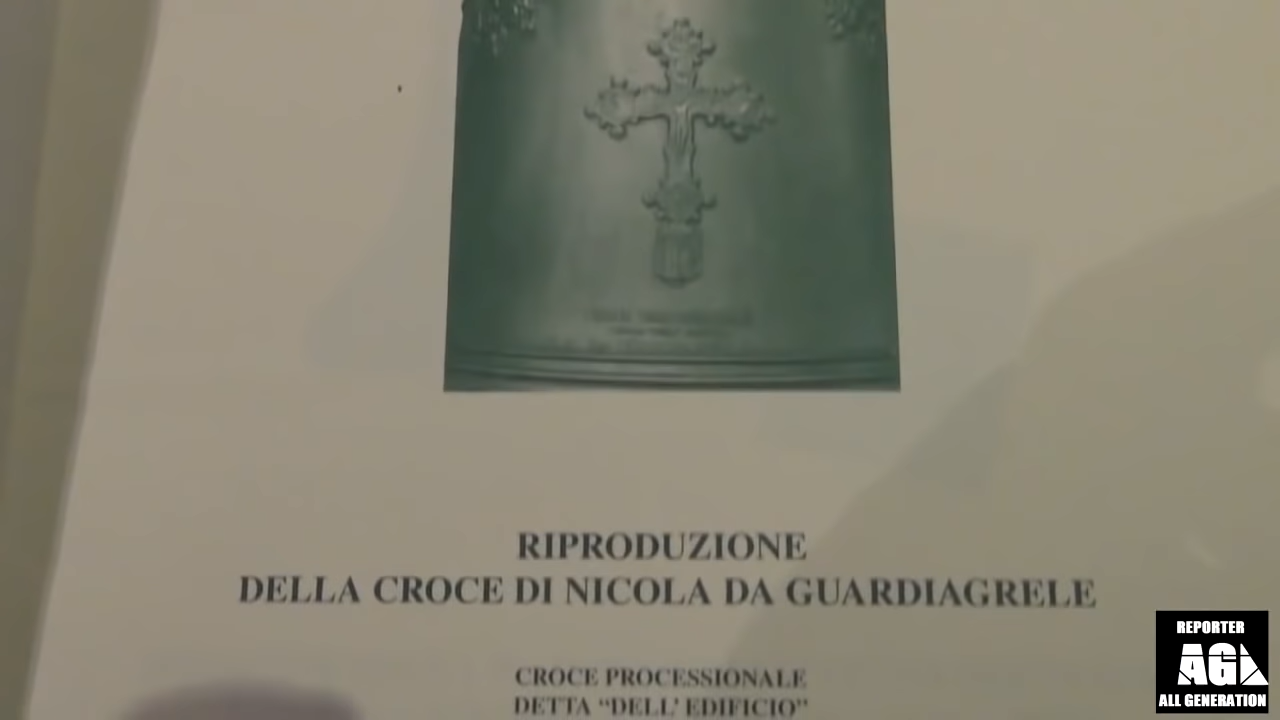 RIPRODUZIONE
DELLA CROCE DI NICOLA DA GUARDIAGRELE
CROCE PROCESSIONALE
DETTA “DELL’ EDIFICIO”
REPORTER
AG
ALL GENERATION